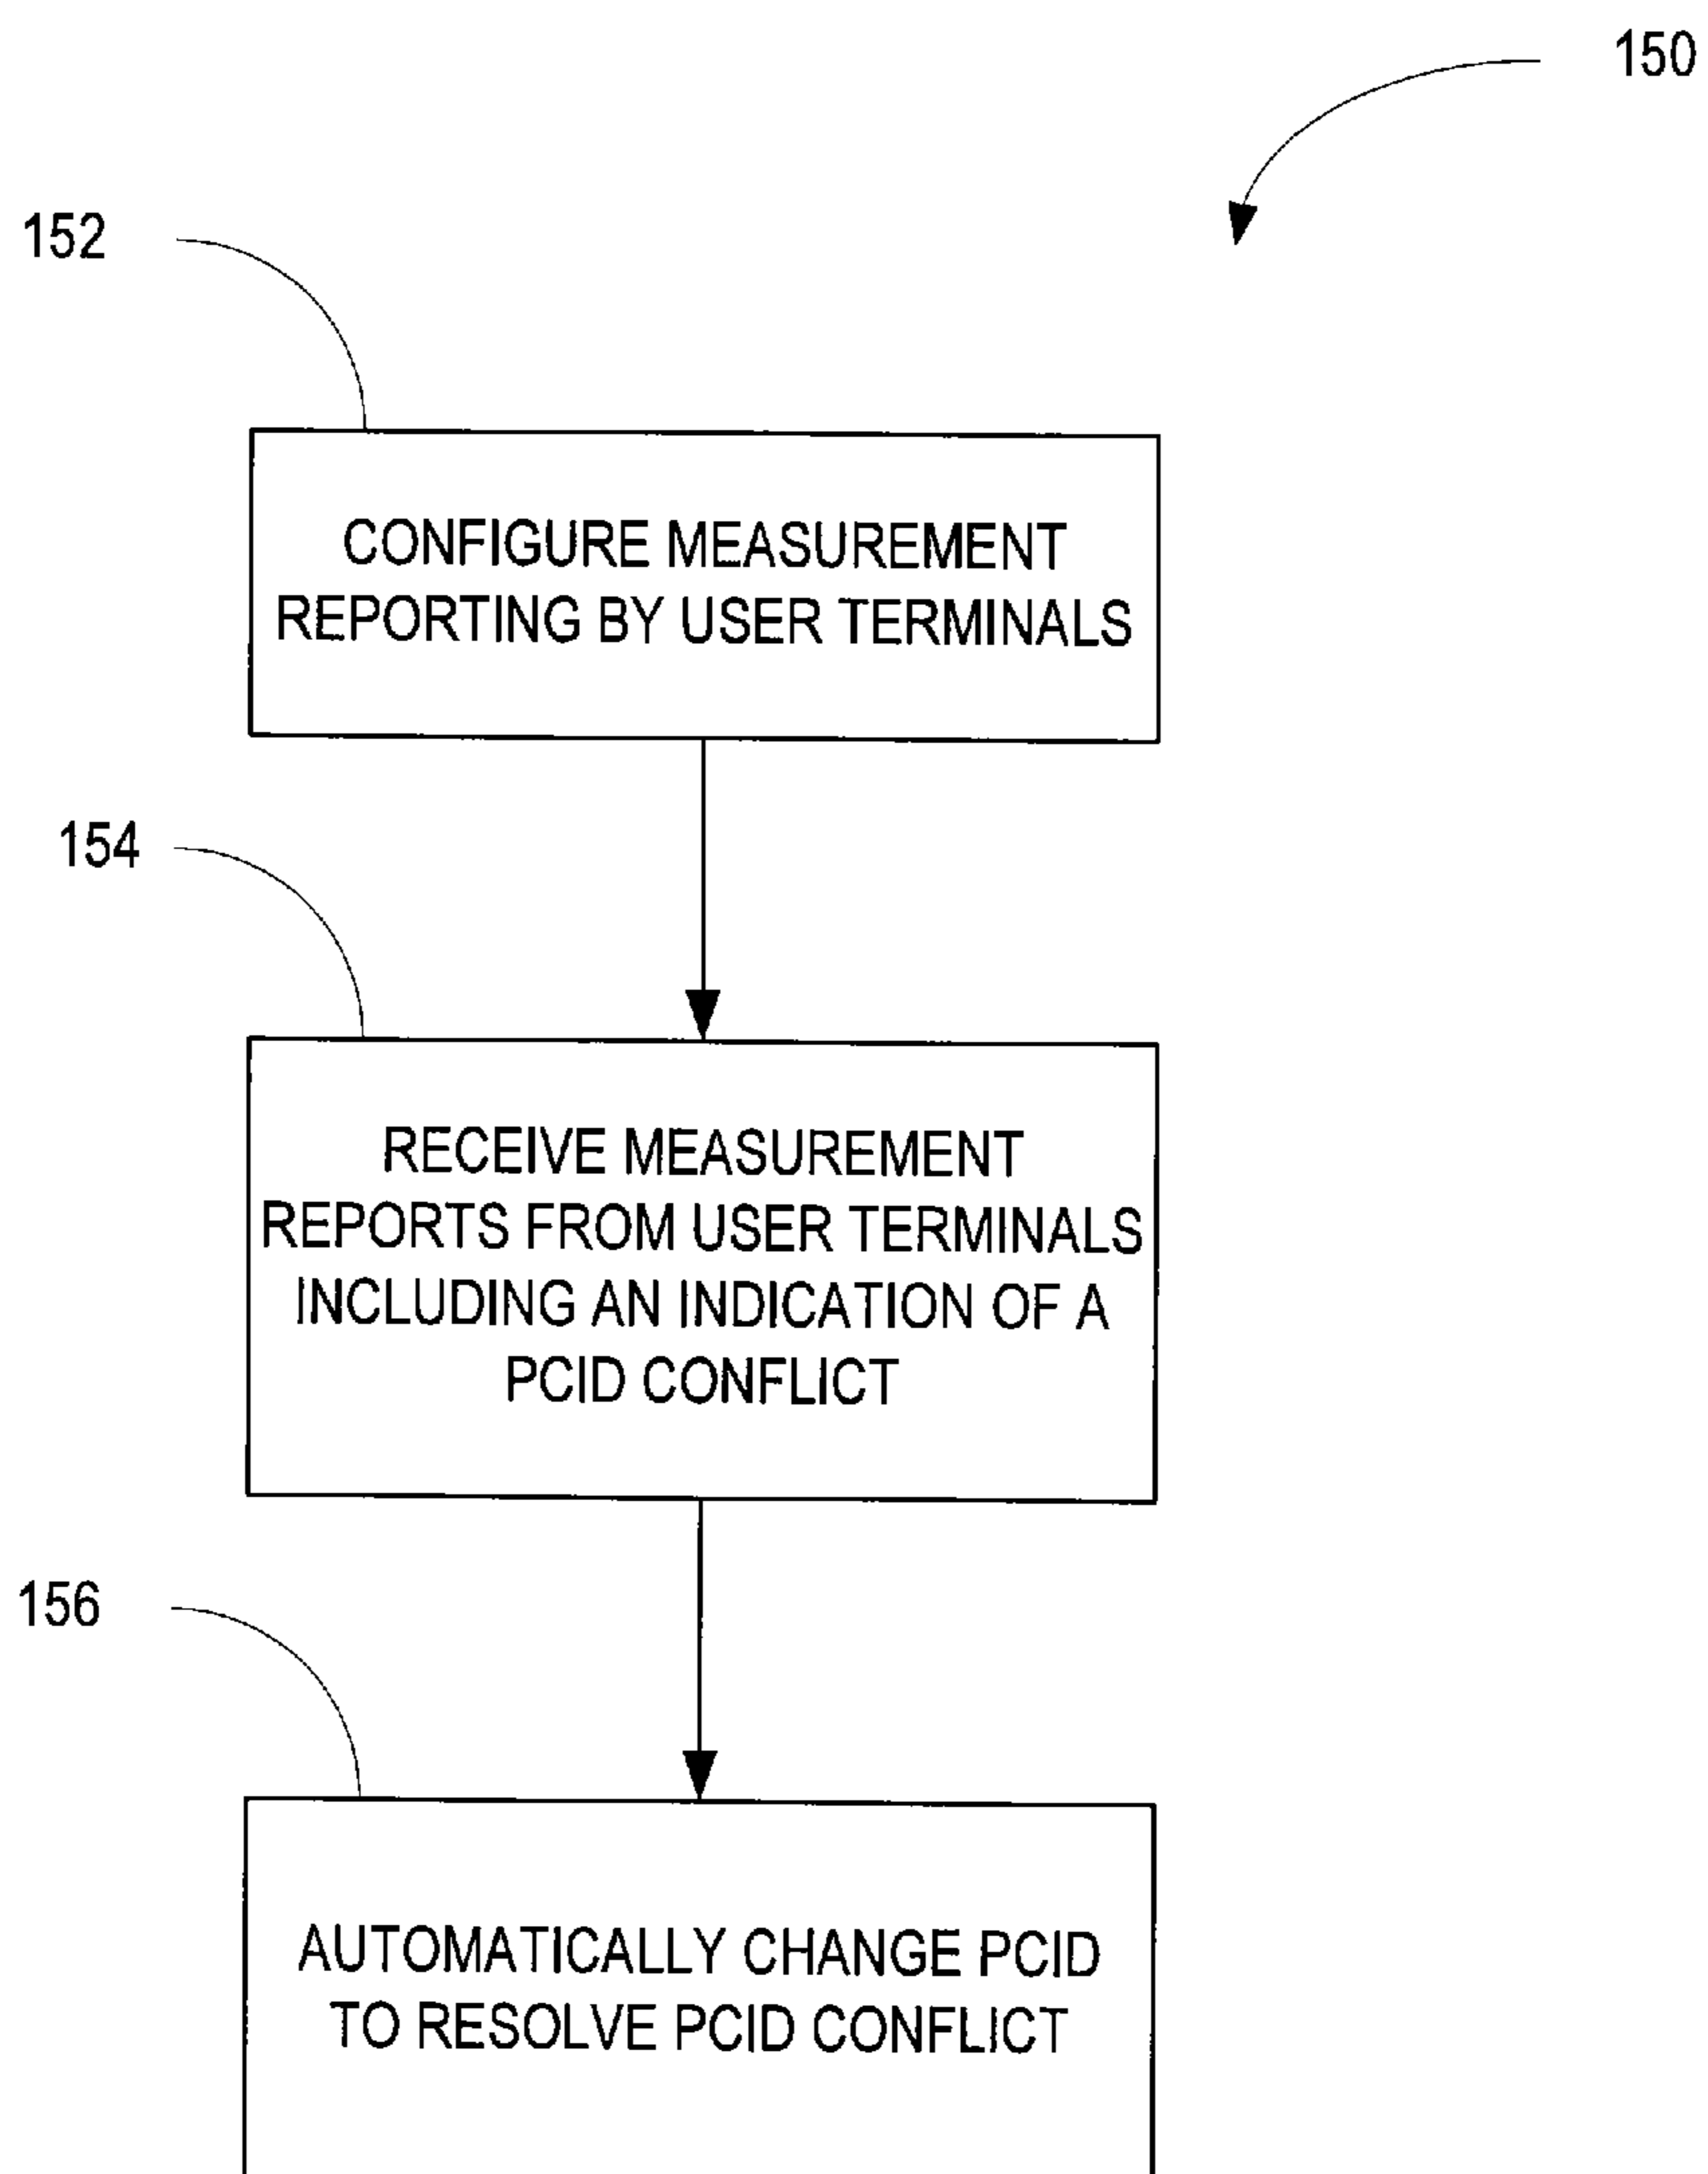 150
152
CONFIGURE MEASUREMENT
REPORTING BY USER TERMINALS
154
RECEIVE MEASUREMENT
REPORTS FROM USER TERMINALS
INCLUDING AN INDICATION OF A
PCID CONFLICT
156
AUTOMATICALLY CHANGE PCID
TO RESOLVE PCID CONFLICT